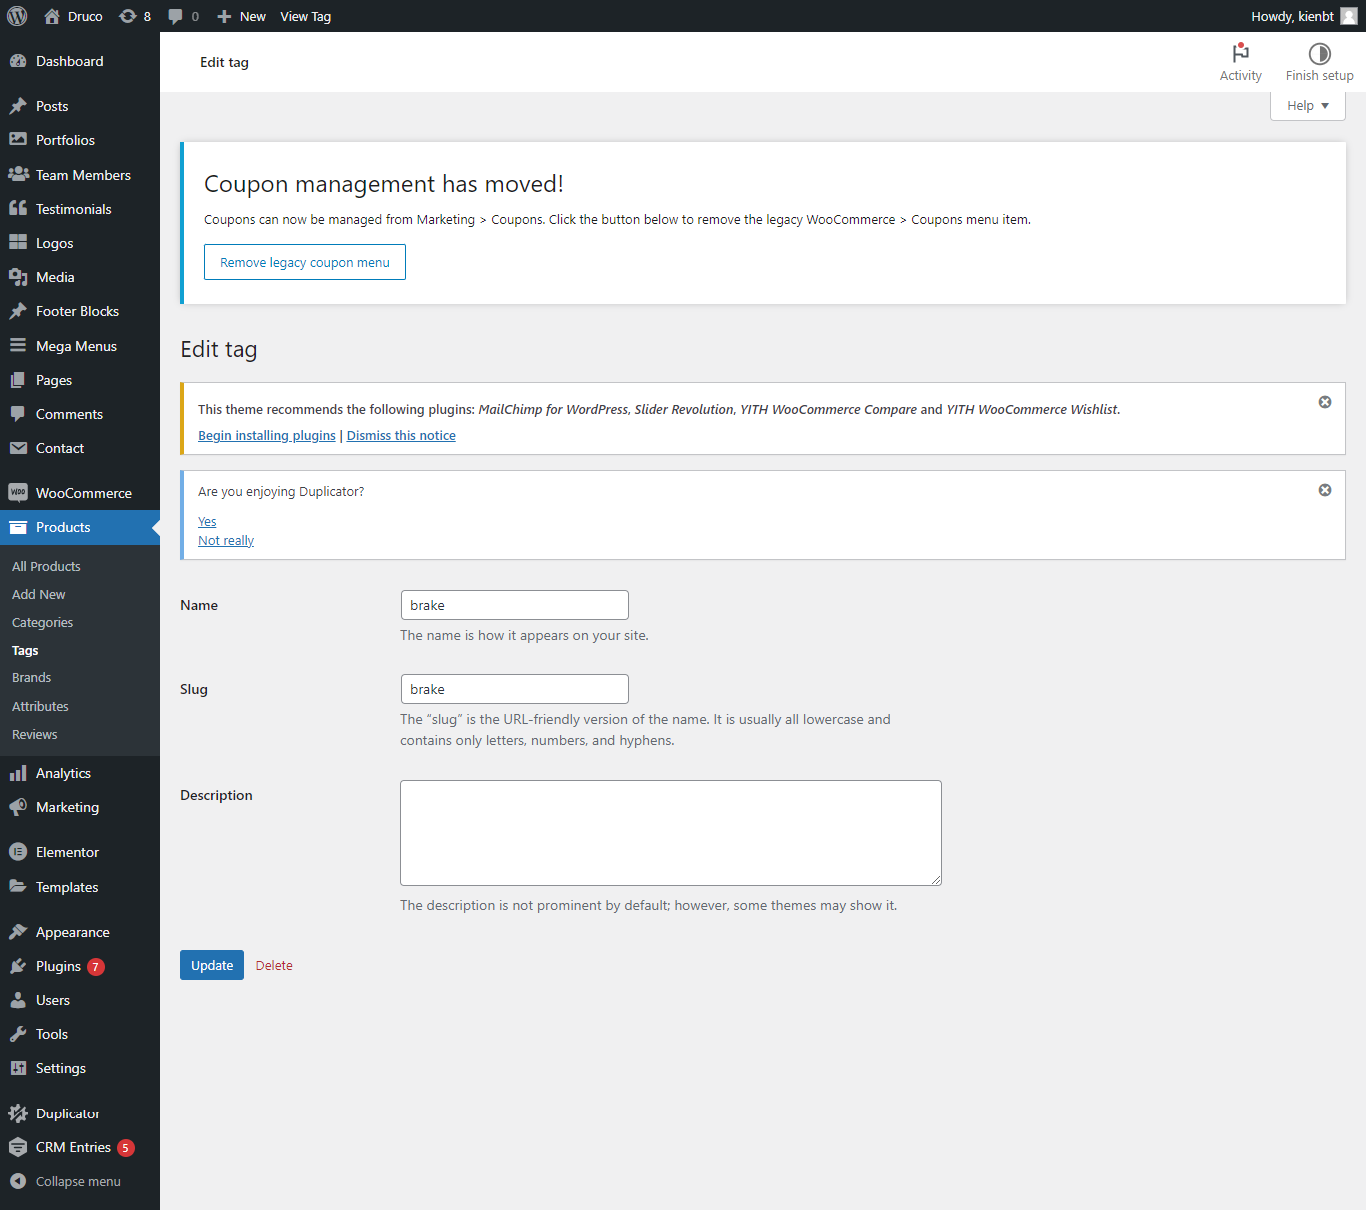 Druco 8 0 New View Tag Howdy, kienbt
Dashboard
Posts
Portfolios
Team Members
Testimonials
Logos
Media
Footer Blocks
Mega Menus
Pages
Comments
Contact
WooCommerce
Products
All Products
Add New
Categories
Tags
Brands
Attributes
Reviews
Analytics
Marketing
Elementor
Templates
Appearance
Plugins 7
Users
Tools
Settings
Duplicator
CRM Entries 5
Collapse menu
Edit tag
Activity
Finish setup
Help
Coupon management has moved!
Coupons can now be managed from Marketing > Coupons. Click the button below to remove the legacy WooCommerce > Coupons menu item.
Remove legacy coupon menu
Edit tag
This theme recommends the following plugins: MailChimp for WordPress, Slider Revolution, YITH WooCommerce Compare and YITH WooCommerce Wishlist.
Begin installing plugins | Dismiss this notice
Are you enjoying Duplicator?
Yes
Not really
Name brake
The name is how it appears on your site.
Slug brake
The “slug” is the URL-friendly version of the name. It is usually all lowercase and
contains only letters, numbers, and hyphens.
Description
The description is not prominent by default; however, some themes may show it.
Update Delete